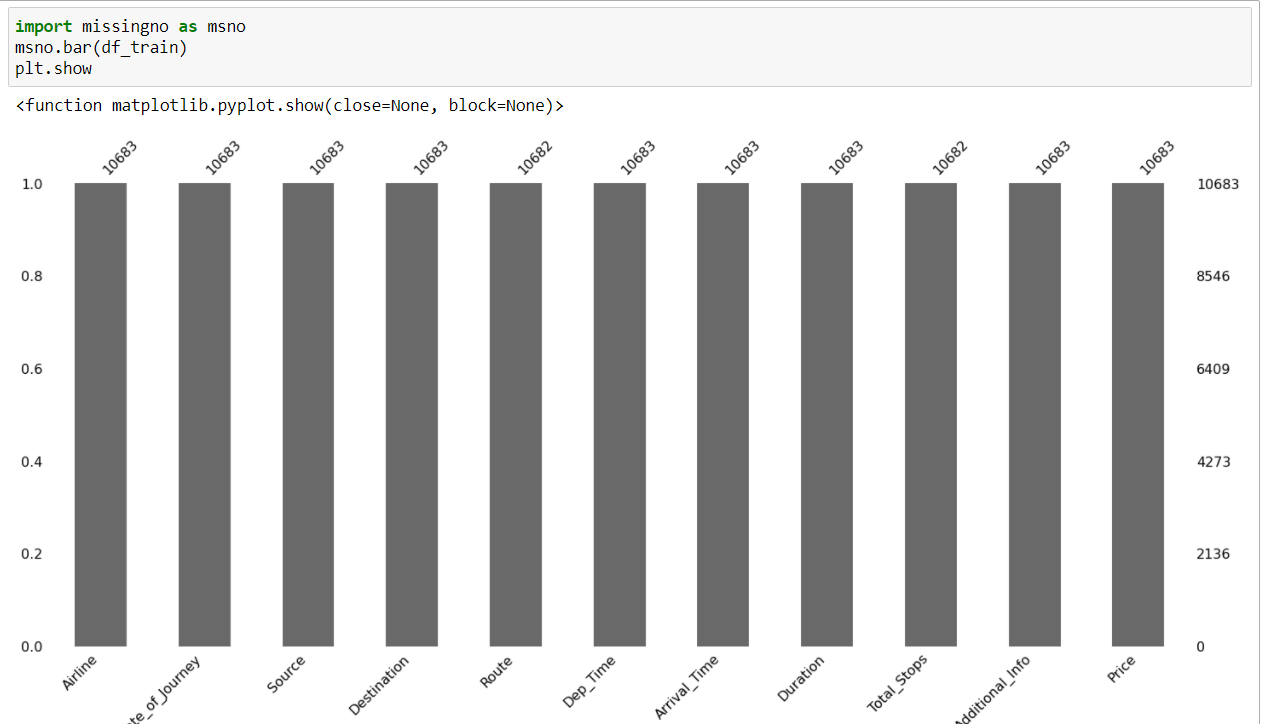 import missingno as msno
msno.bar(df_train)
plt.show
<function matplotlib.pyplot.show(close=None, block=None)>
10683 10683 10683 10683 10682 10683 10683 10683 10682 10683 10683
1.0 10683
0.8 8546
0.6 6409
0.4 4273
0.2 2136
0.0 0
Airline te_of_Journey Source Destination Route Dep_Time Arrival_Time Duration Total_Stops Additional_Info Price